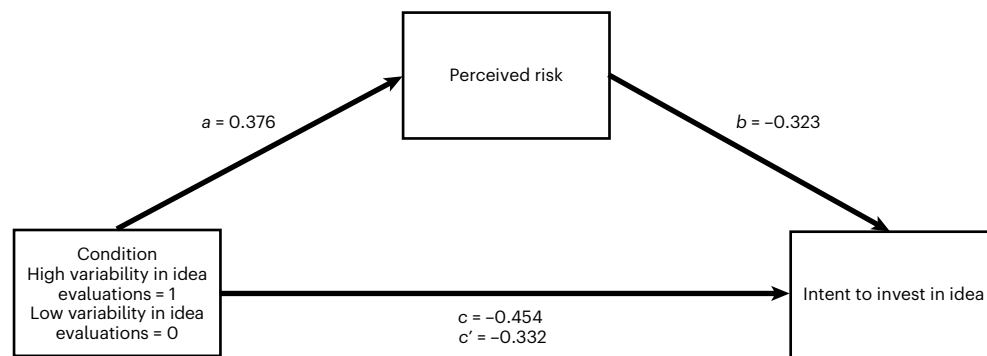 Perceived risk
a = 0.376
b = –0.323
Condition
High variability in idea
evaluations = 1
Low variability in idea
evaluations = 0
Intent to invest in idea
c = –0.454
c’ = –0.332